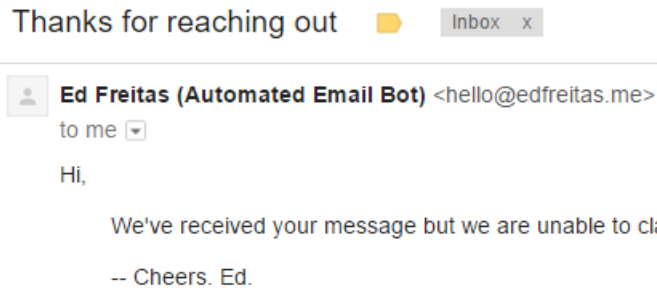 Thanks for reaching out Inbox x
Ed Freitas (Automated Email Bot) <hello@edfreitas.me>
to me
Hi,
We've received your message but we are unable to
-- Cheers. Ed.